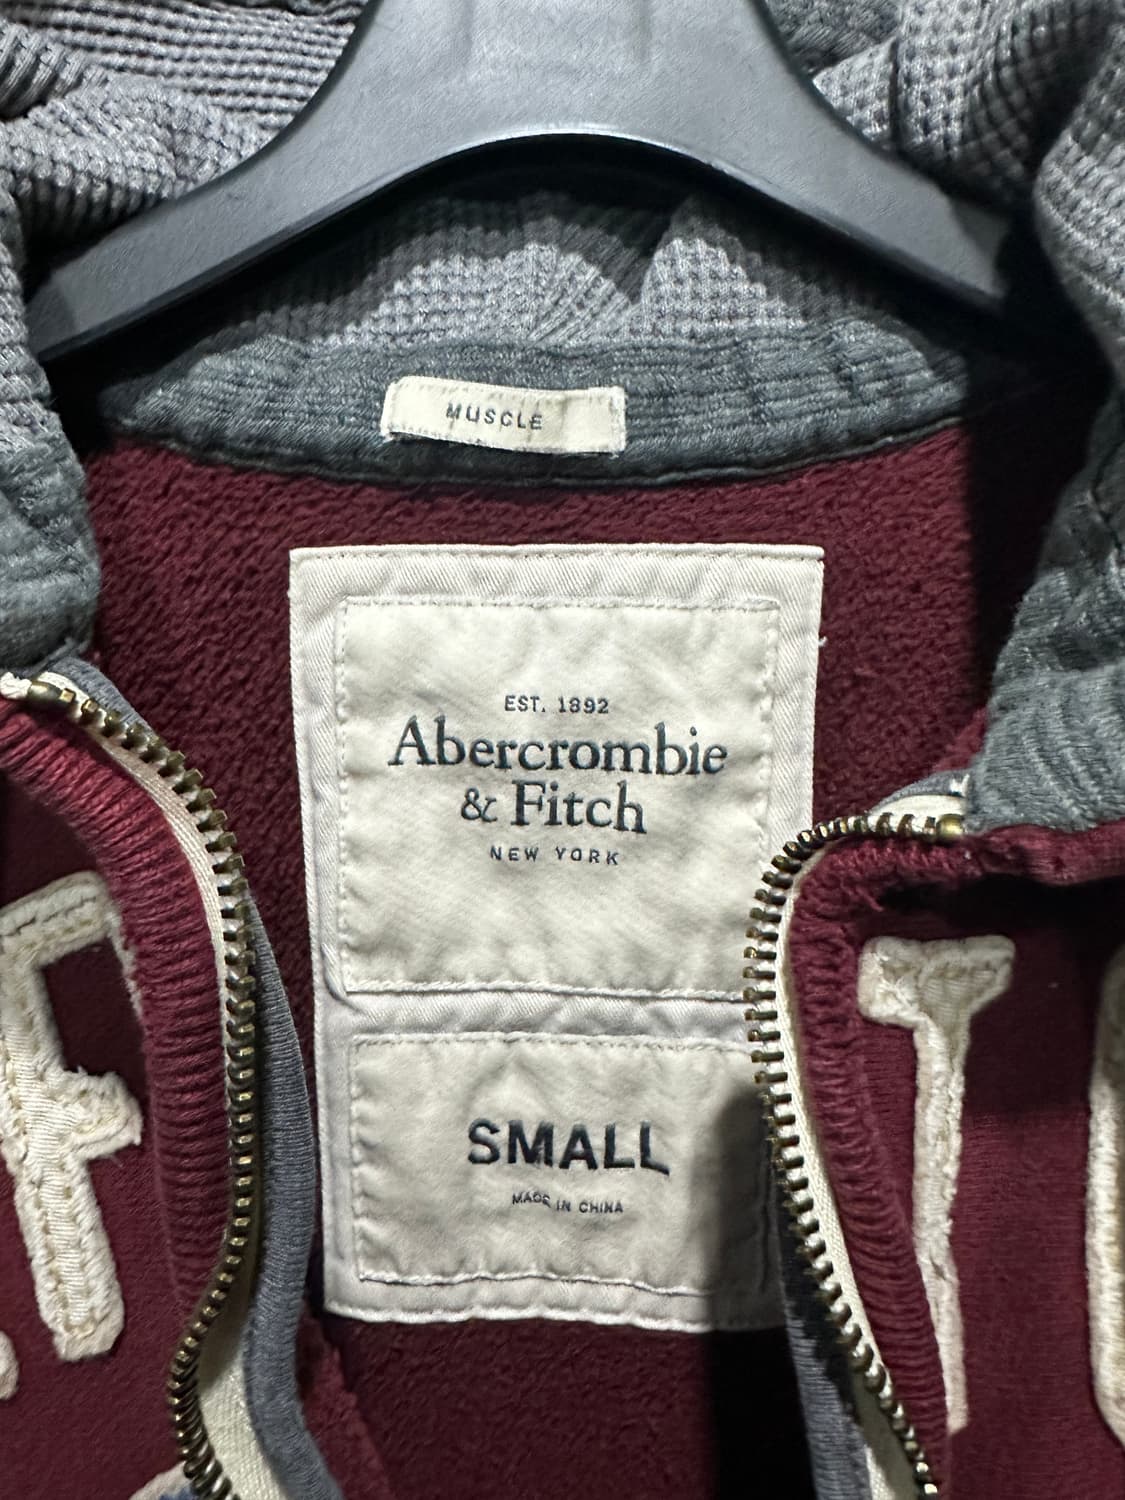 MUSCLE
EST. 1892
Abercrombie
& Fitch
NEW YORK
SMALL
MADE IN CHINA